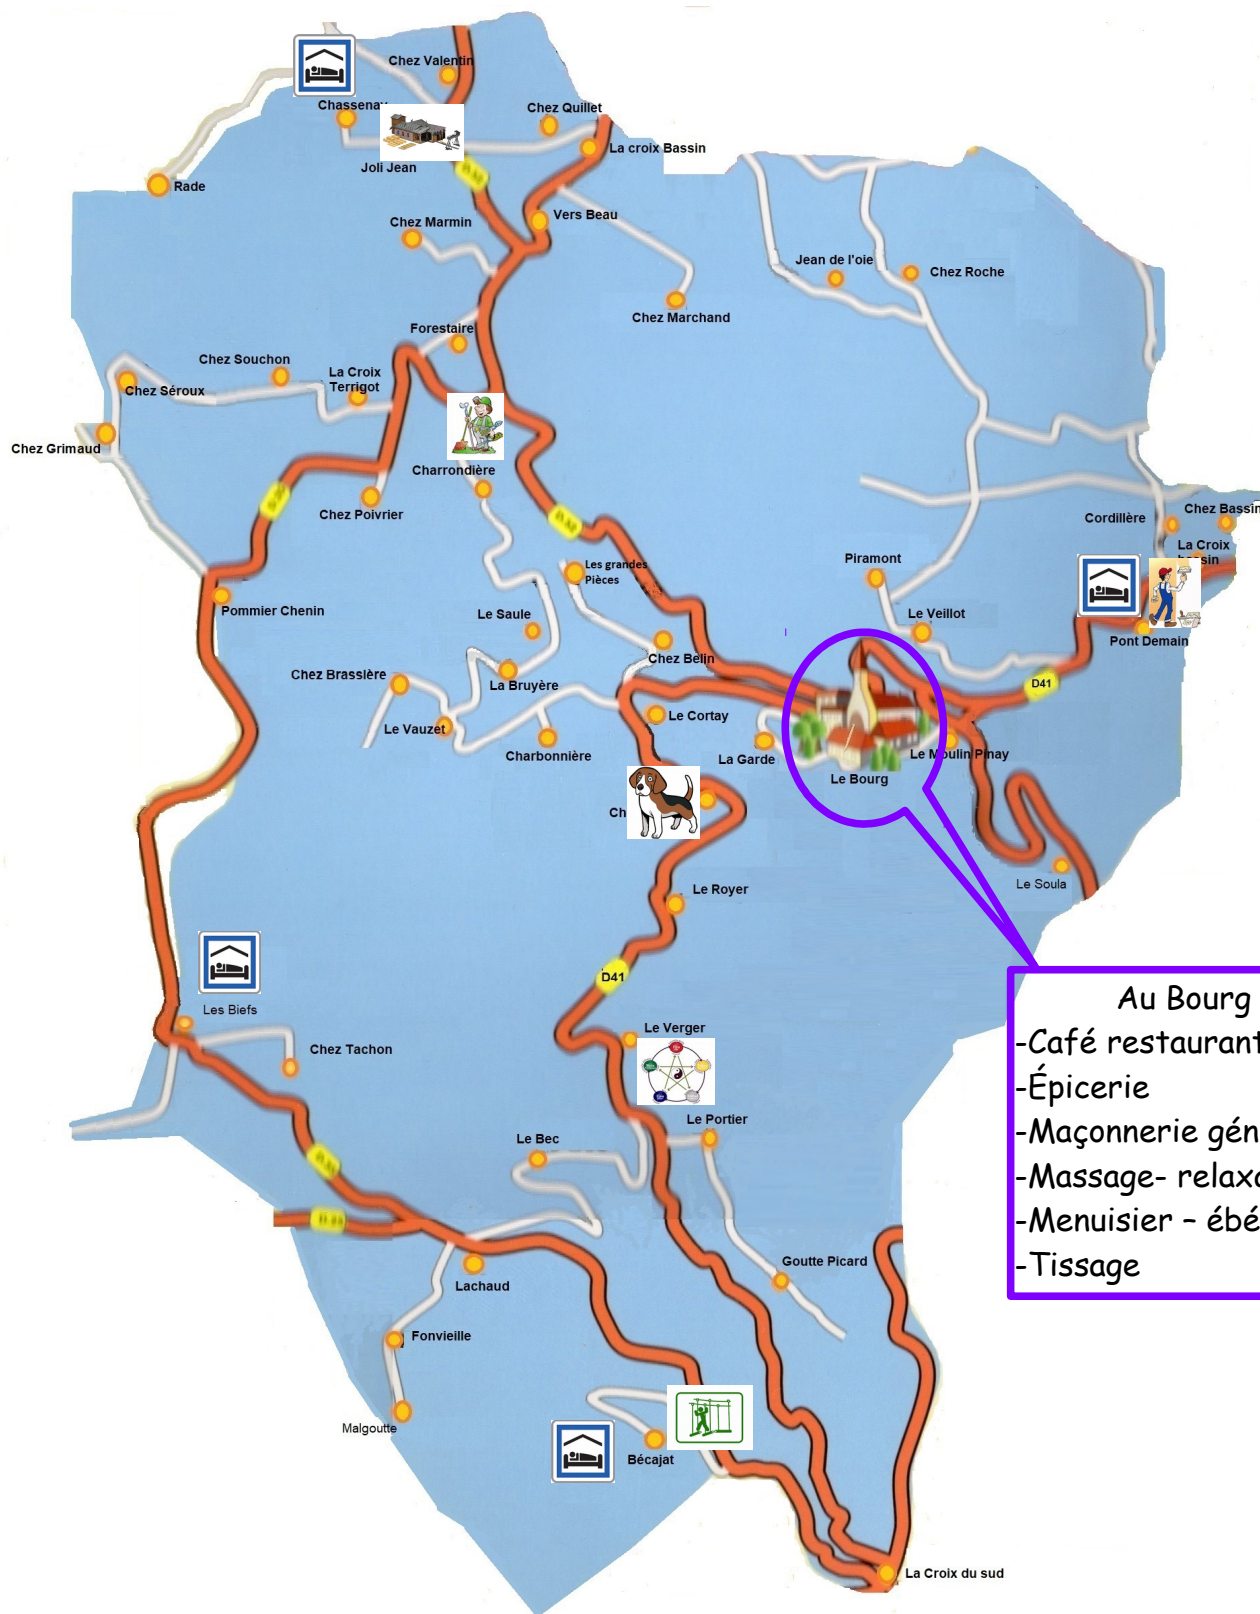 Chez Valentin
Chassenay
Chez Quillet
La croix Bassin
Joli Jean
Rade
Chez Marmin
Vers Beau
Jean de l'oie
Chez Roche
Chez Marchand
Forestaire
Chez Souchon
La Croix
Terrigot
Chez Séroux
Chez Grimaud
Charrondière
Chez Poivrier
Cordillère
Chez Bassin
La Croix
bassin
Piramont
Les grandes
Pièces
Pommier Chenin
Le Saule
Le Veillot
Pont Demain
Chez Belin
Chez Brassière
La Bruyère
D41
Le Cortay
Le Vauzet
Charbonnière
La Garde
Le Moulin Pinay
Le Bourg
Ch
Le Royer
Le Soula
D41
Les Biefs
Le Verger
Chez Tachon
Le Portier
Le Bec
Goutte Picard
Lachaud
Fonvieille
Malgoutte
Bécajat
La Croix du sud
Au Bourg
-Café restaurant
-Épicerie
-Maçonnerie gén
-Massage- relaxa
-Menuisier – ébé
-Tissage